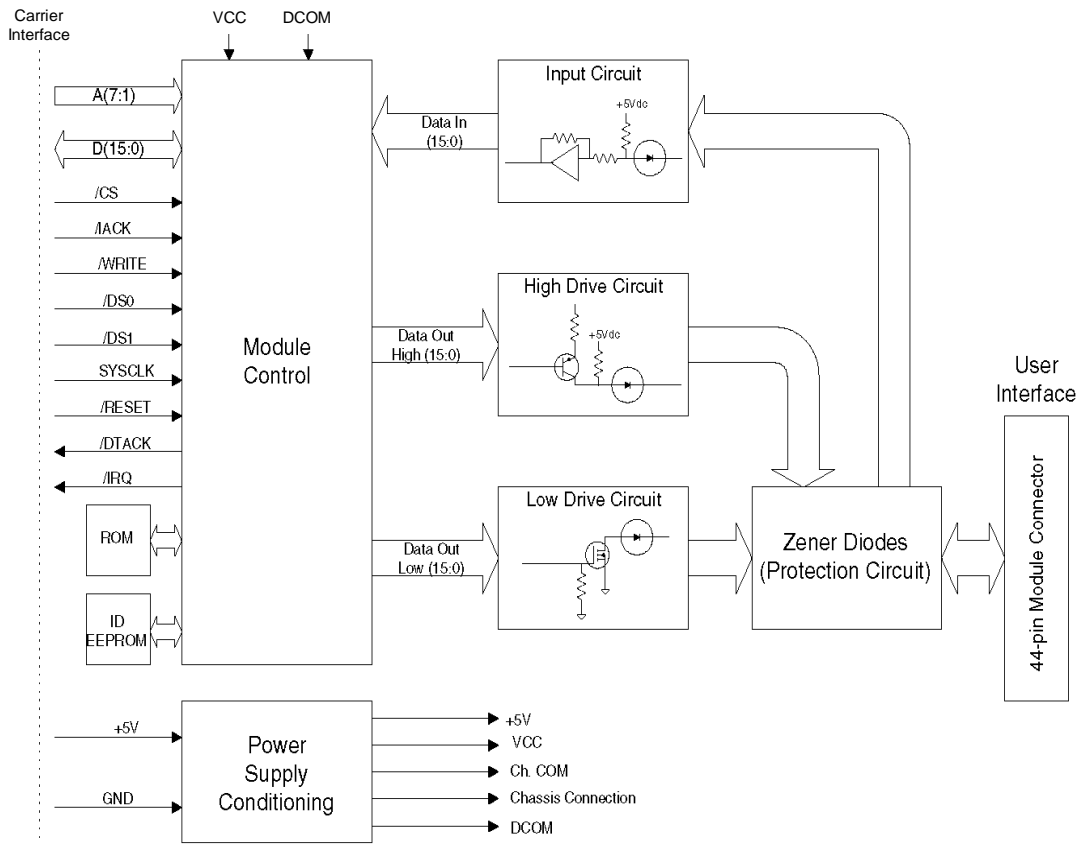 Carrier
Interface
VCC
DCOM
A(7:1)
D(15:0)
/CS
/IACK
/WRITE
/DS0
/DS1
SYSCLK
/RESET
/DTACK
/IRQ
ROM
ID
EEPROM
Module
Control
Data In
(15:0)
Input Circuit
+5Vdc
Data Out
High (15:0)
High Drive Circuit
+5Vdc
Data Out
Low (15:0)
Low Drive Circuit
Zener Diodes
(Protection Circuit)
User
Interface
44-pin Module Connector
+5V
GND
Power
Supply
Conditioning
+5V
VCC
Ch. COM
Chassis Connection
DCOM